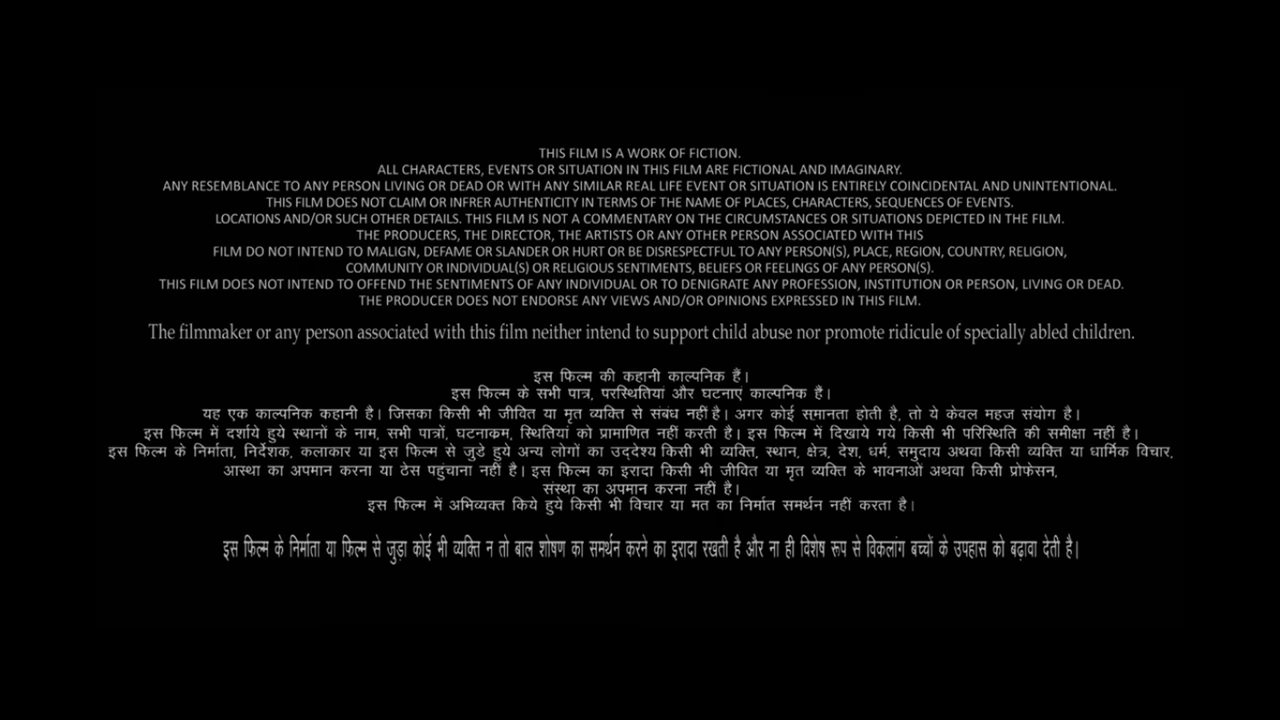 THIS FILM IS A WORK OF FICTION.
ALL CHARACTERS, EVENTS OR SITUATION IN THIS FILM ARE FICTIONAL AND IMAGINARY.
ANY RESEMBLANCE TO ANY PERSON LIVING OR DEAD OR WITH ANY SIMILAR REAL LIFE EVENT OR SITUATION IS ENTIRELY COINCIDENTAL AND UNINTENTIONAL.
THIS FILM DOES NOT CLAIM OR INFRER AUTHENTICITY IN TERMS OF THE NAME OF PLACES, CHARACTERS, SEQUENCES OF EVENTS.
LOCATIONS AND/OR SUCH OTHER DETAILS. THIS FILM IS NOT A COMMENTARY ON THE CIRCUMSTANCES OR SITUATIONS DEPICTED IN THE FILM.
THE PRODUCERS, THE DIRECTOR, THE ARTISTS OR ANY OTHER PERSON ASSOCIATED WITH THIS
FILM DO NOT INTEND TO MALIGN, DEFAME OR SLANDER OR HURT OR BE DISRESPECTFUL TO ANY PERSON(S), PLACE, REGION, COUNTRY, RELIGION,
COMMUNITY OR INDIVIDUAL(S) OR RELIGIOUS SENTIMENTS, BELIEFS OR FEELINGS OF ANY PERSON(S).
THIS FILM DOES NOT INTEND TO OFFEND THE SENTIMENTS OF ANY INDIVIDUAL OR TO DENIGRATE ANY PROFESSION, INSTITUTION OR PERSON, LIVING OR DEAD.
THE PRODUCER DOES NOT ENDORSE ANY VIEWS AND/OR OPINIONS EXPRESSED IN THIS FILM.
The filmmaker or any person associated with this film neither intend to support child abuse nor promote ridicule of specially abled children.
इस फिल्म की कहानी काल्पनिक हैं।
इस फिल्म के सभी पात्र, परस्थितियां और घटनाएं काल्पनिक हैं।
यह एक काल्पनिक कहानी है। जिसका किसी भी जीवित या मृत व्यक्ति से संबंध नहीं है। अगर कोई समानता होती है, तो ये केवल महज संयोग है।
इस फिल्म में दर्शाये हुये स्थानों के नाम, सभी पात्रों, घटनाक्रम, स्थितियां को प्रामाणित नहीं करती है। इस फिल्म में दिखाये गये किसी भी परिस्थिति की समीक्षा नहीं है।
इस फिल्म के निर्माता, निर्देशक, कलाकार या इस फिल्म से जुडे हुये अन्य लोगों का उद्देश्य किसी भी व्यक्ति, स्थान, क्षेत्र, देश, धर्म, समुदाय अथवा किसी व्यक्ति या धार्मिक विचार,
आस्था का अपमान करना या ठेस पहुंचाना नहीं है। इस फिल्म का इरादा किसी भी जीवित या मृत व्यक्ति के भावनाओं अथवा किसी प्रोफेसन,
संस्था का अपमान करना नहीं है।
इस फिल्म में अभिव्यक्त किये हुये किसी भी विचार या मत का निर्मात समर्थन नहीं करता है।
इस फिल्म के निर्माता या फिल्म से जुड़ा कोई भी व्यक्ति न तो बाल शोषण का समर्थन करने का इरादा रखती है और ना ही विशेष रूप से विकलांग बच्चों के उपहास को बढ़ावा देती है।